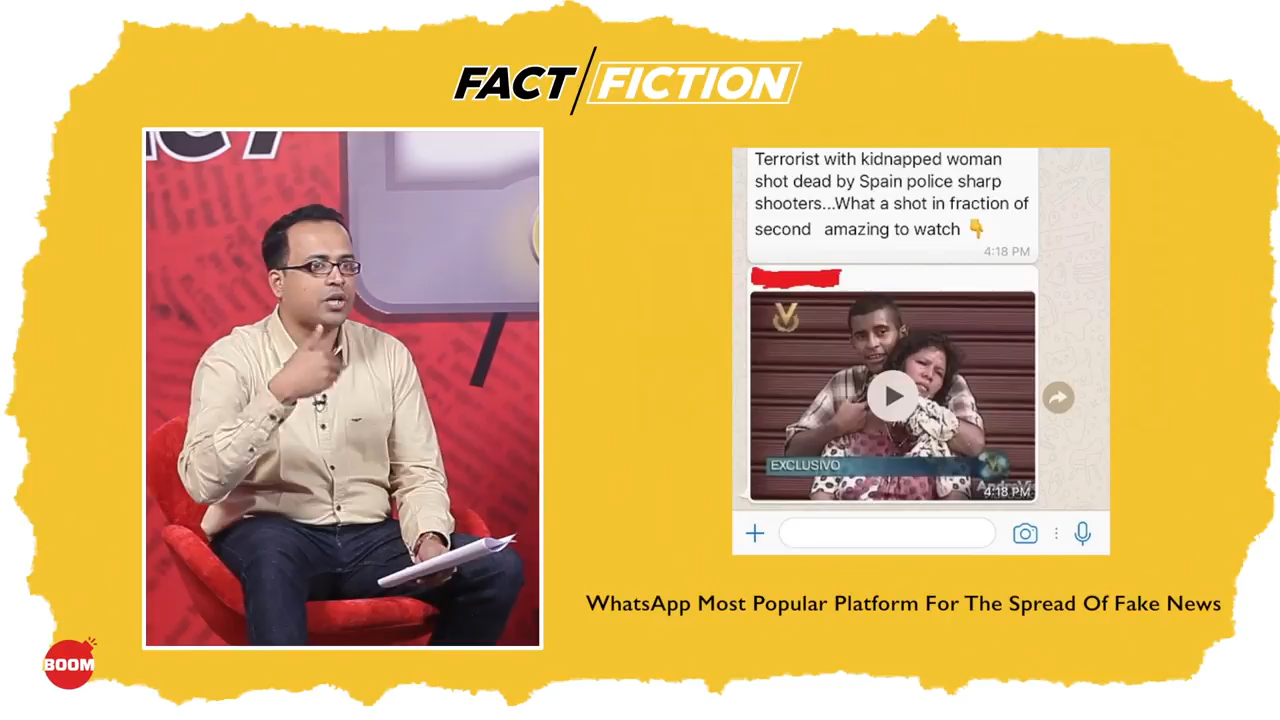 FACT/FICTION
Terrorist with kidnapped woman
shot dead by Spain police sharp
shooters...What a shot in fraction of
second amazing to watch 👇
4:18 PM
EXCLUSIVO
4:18 PM
WhatsApp Most Popular Platform For The Spread Of Fake News
BOOM